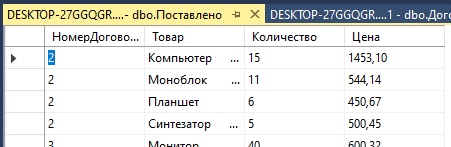 DESKTOP-27GGQGR....- dbo.Поставлено DESKTOP-27GGQGR....1 - dbo.Дого
НомерДогово... Товар Количество Цена
2 Компьютер ... 15 1453,10
2 Моноблок ... 11 544,14
2 Планшет ... 6 450,67
2 Синтезатор ... 5 500,45
3 Монитор 40 600,32